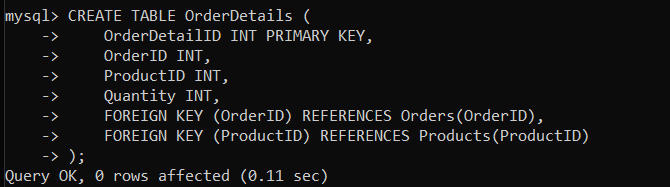 mysql> CREATE TABLE OrderDetails (
    ->     OrderDetailID INT PRIMARY KEY,
    ->     OrderID INT,
    ->     ProductID INT,
    ->     Quantity INT,
    ->     FOREIGN KEY (OrderID) REFERENCES Orders(OrderID),
    ->     FOREIGN KEY (ProductID) REFERENCES Products(ProductID)
    -> );
Query OK, 0 rows affected (0.11 sec)